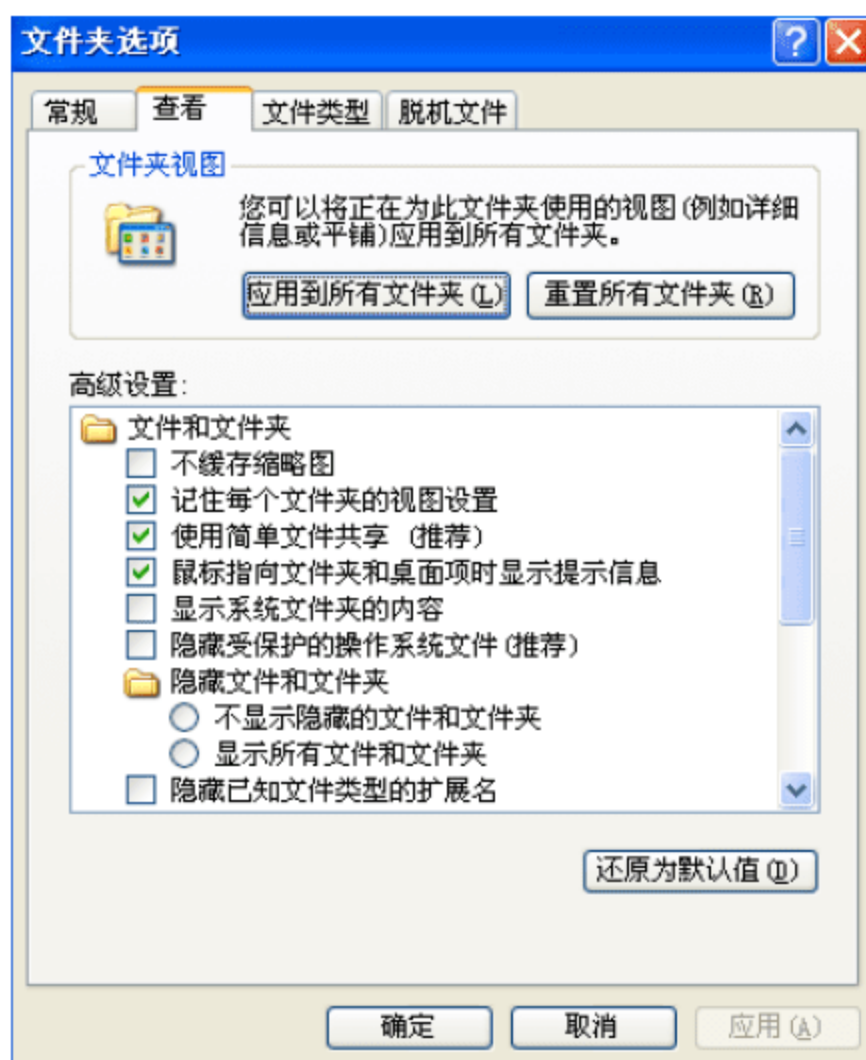 文件夹选项
常规 查看 文件类型 脱机文件
文件夹视图
您可以将正在为此文件夹使用的视图(例如详细
信息或平铺)应用到所有文件夹。
应用到所有文件夹(L) 重置所有文件夹(R)
高级设置:
文件和文件夹
不缓存缩略图
记住每个文件夹的视图设置
使用简单文件共享 (推荐)
鼠标指向文件夹和桌面项时显示提示信息
显示系统文件夹的内容
隐藏受保护的操作系统文件(推荐)
隐藏文件和文件夹
不显示隐藏的文件和文件夹
显示所有文件和文件夹
隐藏已知文件类型的扩展名
还原为默认值(D)
确定 取消 应用(A)